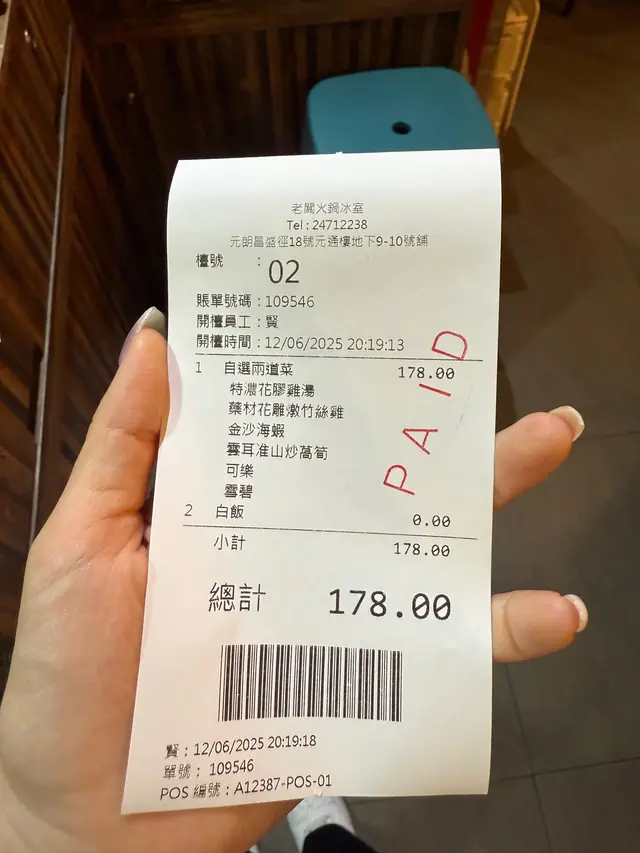 老闆火鍋冰室
Tel : 24712238
元朗昌盛徑18號元通樓地下9-10號舖
檯號 : 02
賬單號碼 : 109546
開檯員工 : 賢
開檯時間 : 12/06/2025 20:19:13
1 自選兩道菜 178.00
特濃花膠雞湯
藥材花雕燉竹絲雞
金沙海蝦
雲耳淮山炒萵筍
可樂
雪碧
2 白飯 0.00
小計 178.00
總計 178.00
PAID
賢 : 12/06/2025 20:19:18
單號 : 109546
POS 編號 : A12387-POS-01